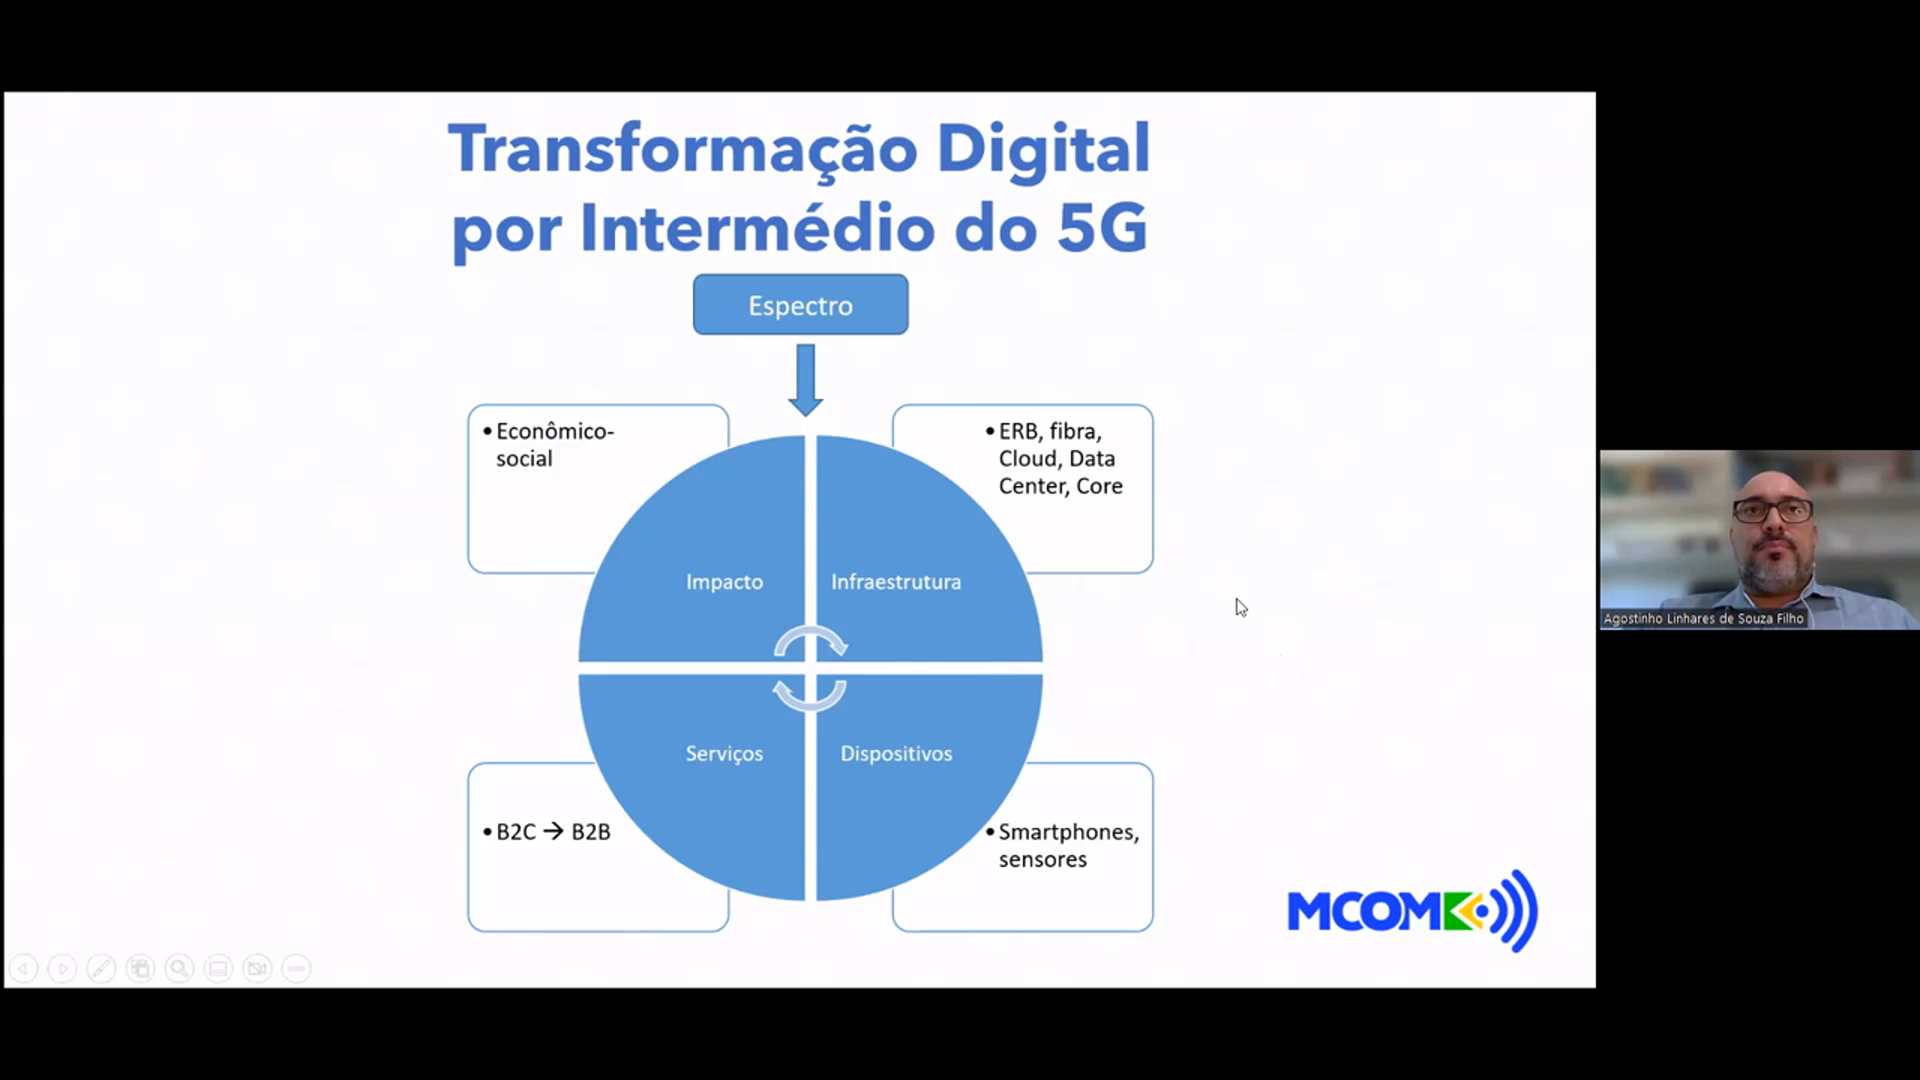 Transformação Digital
por Intermédio do 5G
Espectro
• Econômico-
social
• ERB, fibra,
Cloud, Data
Center, Core
Impacto
Infraestrutura
Agostinho Linhares de Souza Filho
Serviços
Dispositivos
• B2C → B2B
• Smartphones,
sensores
MCOM